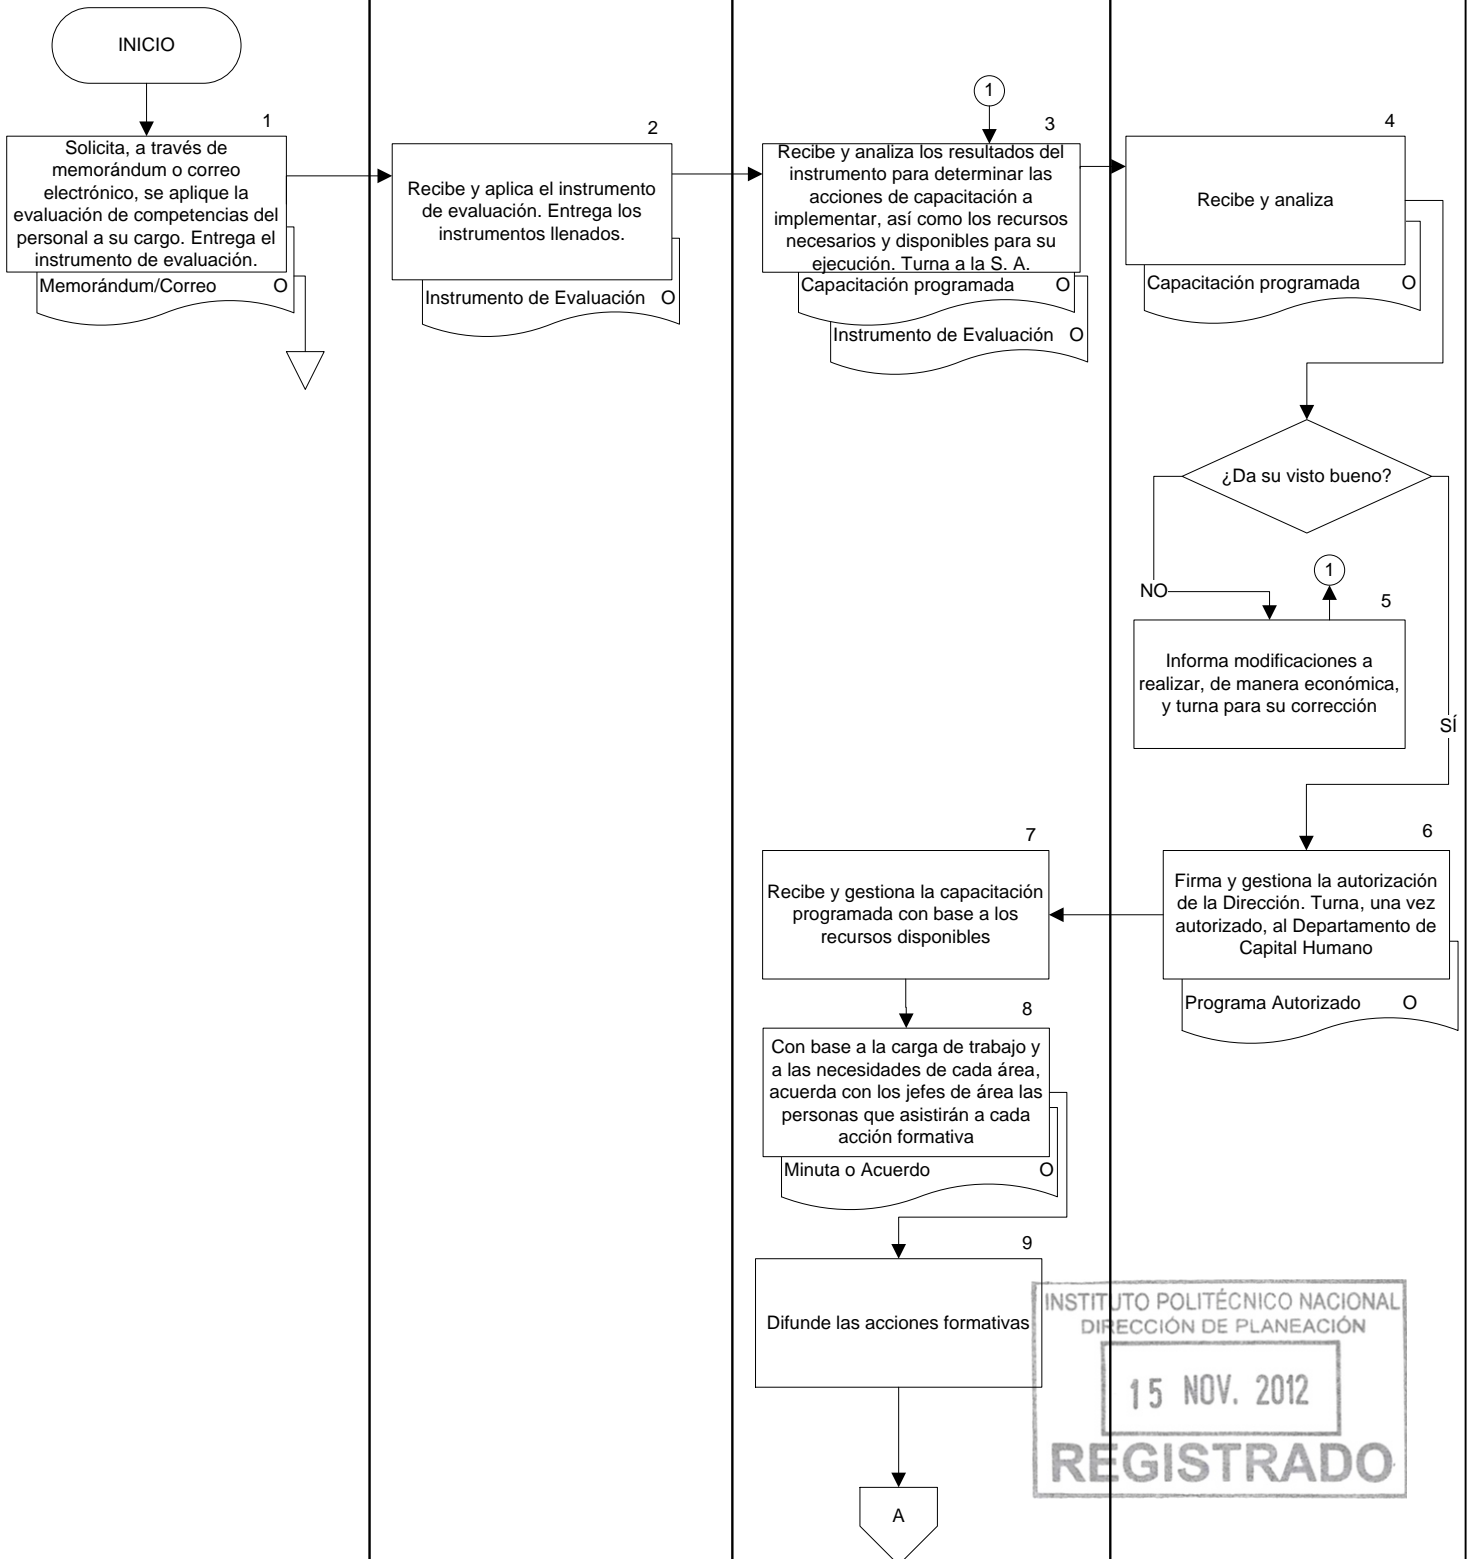 INICIO
1
Solicita, a través de
memorándum o correo
electrónico, se aplique la
evaluación de competencias del
personal a su cargo. Entrega el
instrumento de evaluación.
Memorándum/Correo O
2
Recibe y aplica el instrumento
de evaluación. Entrega los
instrumentos llenados.
Instrumento de Evaluación O
1
3
Recibe y analiza los resultados del
instrumento para determinar las
acciones de capacitación a
implementar, así como los recursos
necesarios y disponibles para su
ejecución. Turna a la S. A.
Capacitación programada O
Instrumento de Evaluación O
4
Recibe y analiza
Capacitación programada O
¿Da su visto bueno?
NO
1
5
Informa modificaciones a
realizar, de manera económica,
y turna para su corrección
SÍ
6
Firma y gestiona la autorización
de la Dirección. Turna, una vez
autorizado, al Departamento de
Capital Humano
Programa Autorizado O
7
Recibe y gestiona la capacitación
programada con base a los
recursos disponibles
8
Con base a la carga de trabajo y
a las necesidades de cada área,
acuerda con los jefes de área las
personas que asistirán a cada
acción formativa
Minuta o Acuerdo O
9
Difunde las acciones formativas
A
INSTITUTO POLITÉCNICO NACIONAL
DIRECCIÓN DE PLANEACIÓN
15 NOV. 2012
REGISTRADO